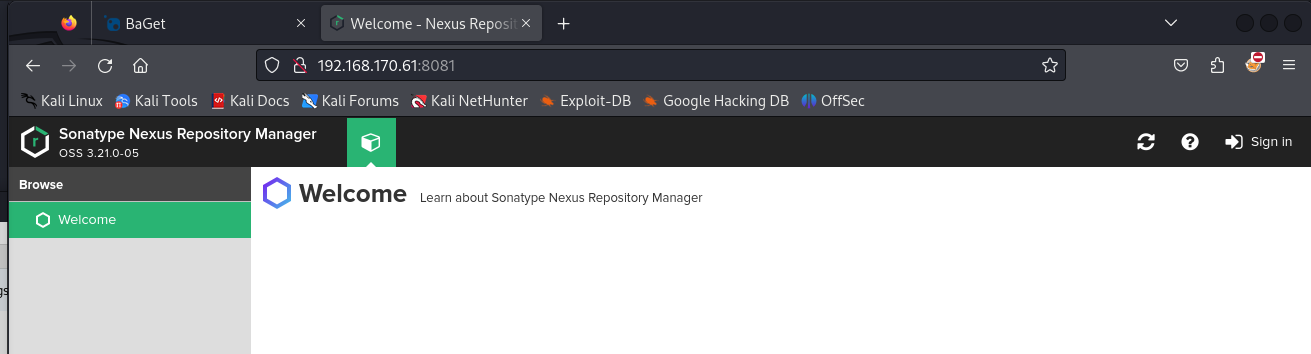 BaGet
Welcome - Nexus Reposit
192.168.170.61:8081
Kali Linux Kali Tools Kali Docs Kali Forums Kali NetHunter Exploit-DB Google Hacking DB OffSec
Sonatype Nexus Repository Manager
OSS 3.21.0-05
Sign in
Browse
Welcome
Welcome Learn about Sonatype Nexus Repository Manager